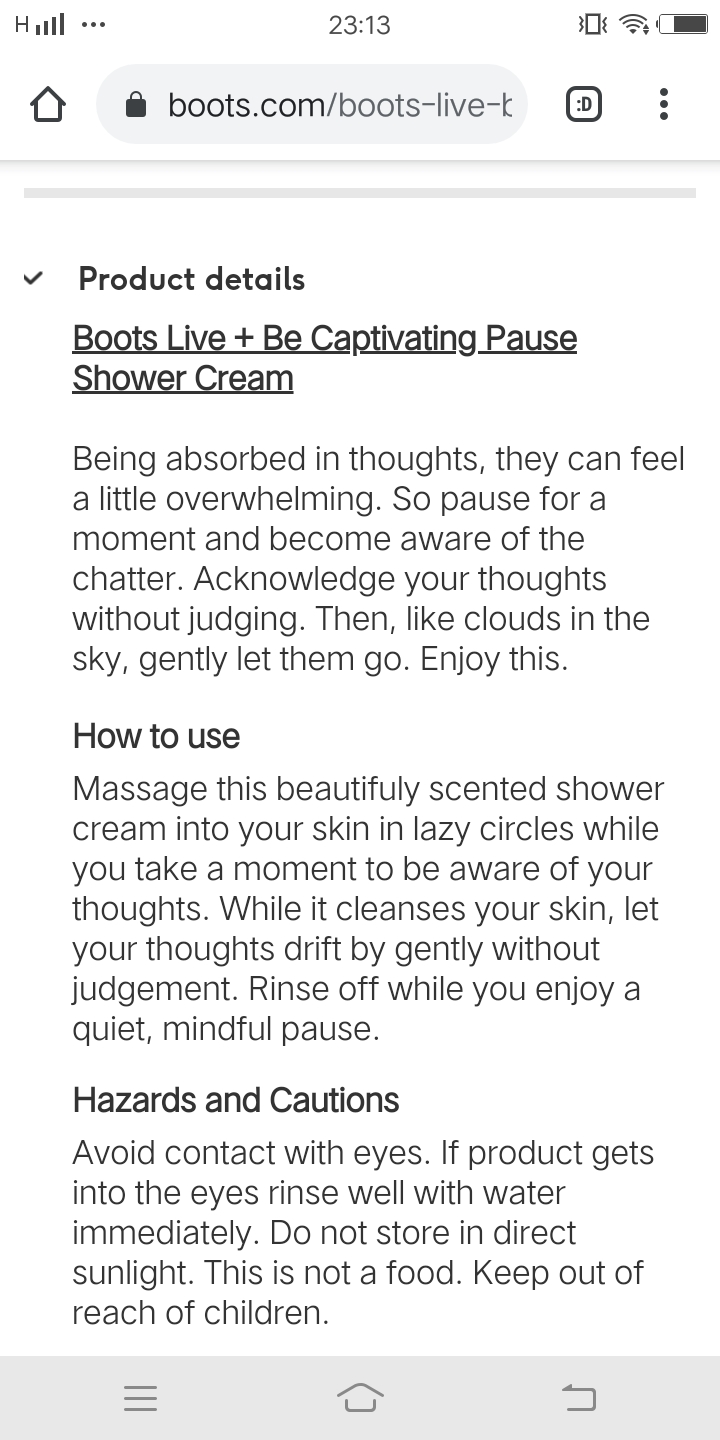 H ... 23:13
boots.com/boots-live-b :D
Product details
Boots Live + Be Captivating Pause
Shower Cream
Being absorbed in thoughts, they can feel
a little overwhelming. So pause for a
moment and become aware of the
chatter. Acknowledge your thoughts
without judging. Then, like clouds in the
sky, gently let them go. Enjoy this.
How to use
Massage this beautifuly scented shower
cream into your skin in lazy circles while
you take a moment to be aware of your
thoughts. While it cleanses your skin, let
your thoughts drift by gently without
judgement. Rinse off while you enjoy a
quiet, mindful pause.
Hazards and Cautions
Avoid contact with eyes. If product gets
into the eyes rinse well with water
immediately. Do not store in direct
sunlight. This is not a food. Keep out of
reach of children.